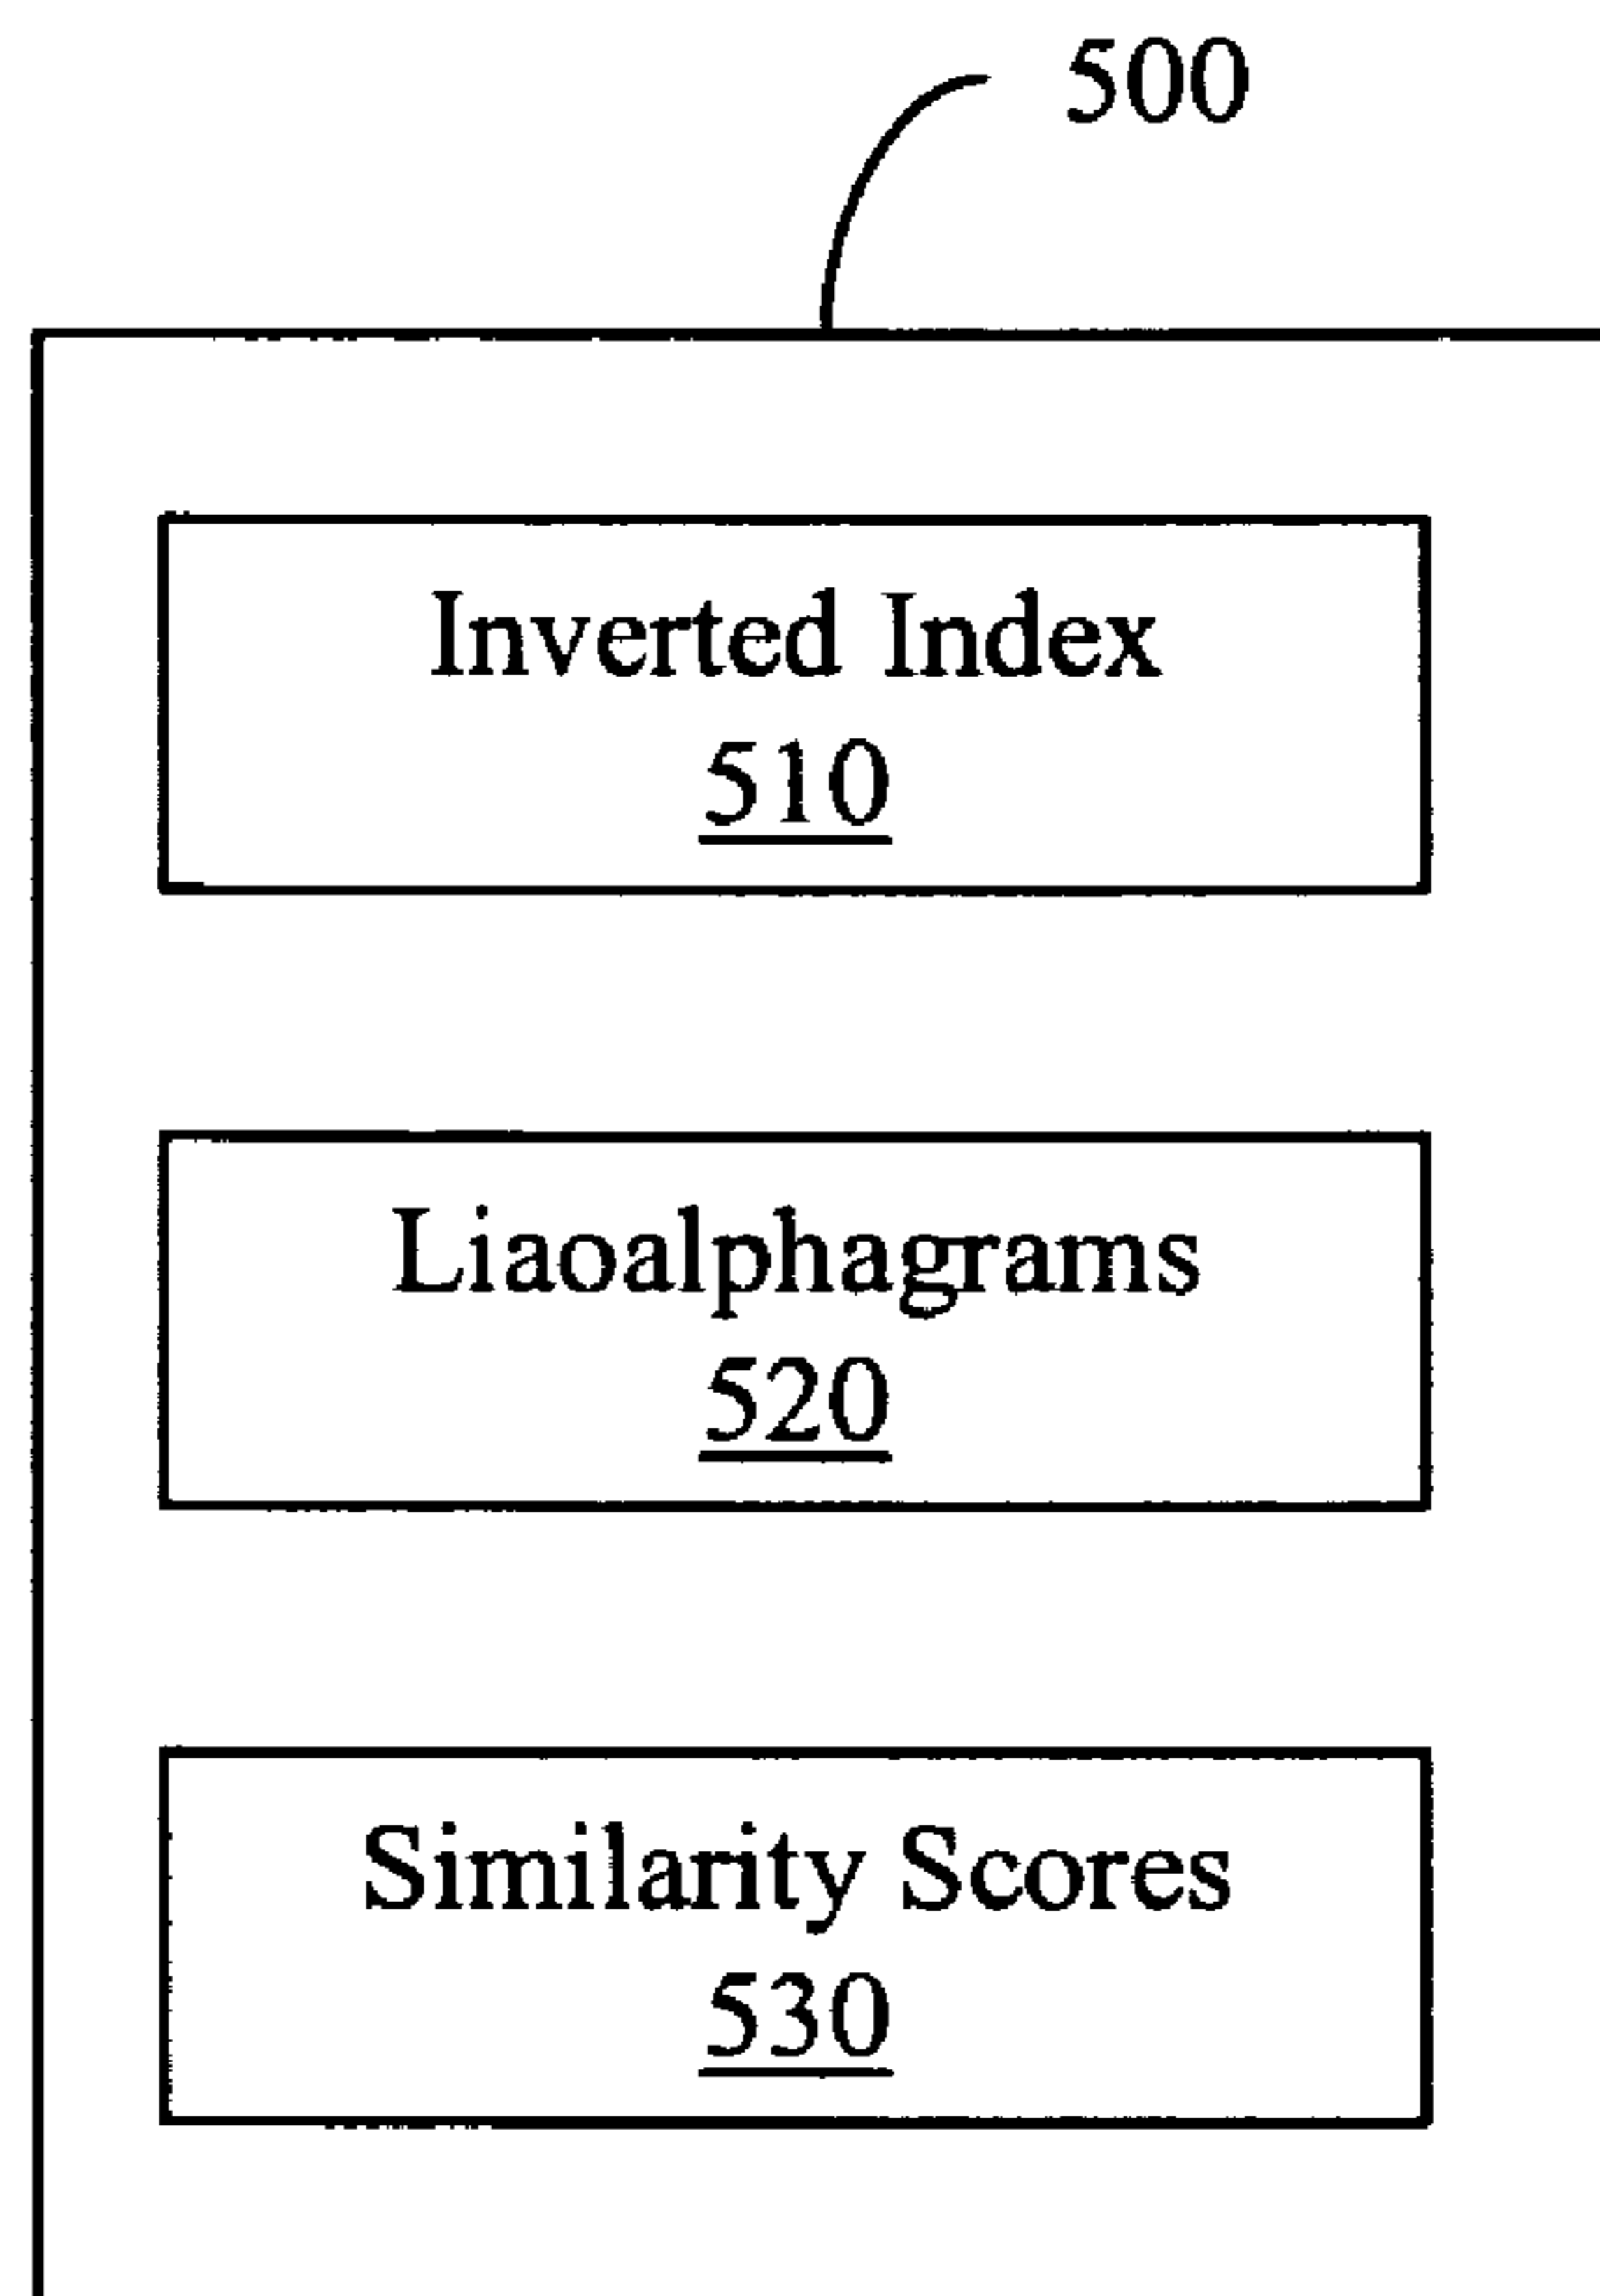 500
Inverted Index
510
Liaoalphagrams
520
Similarity Scores
530